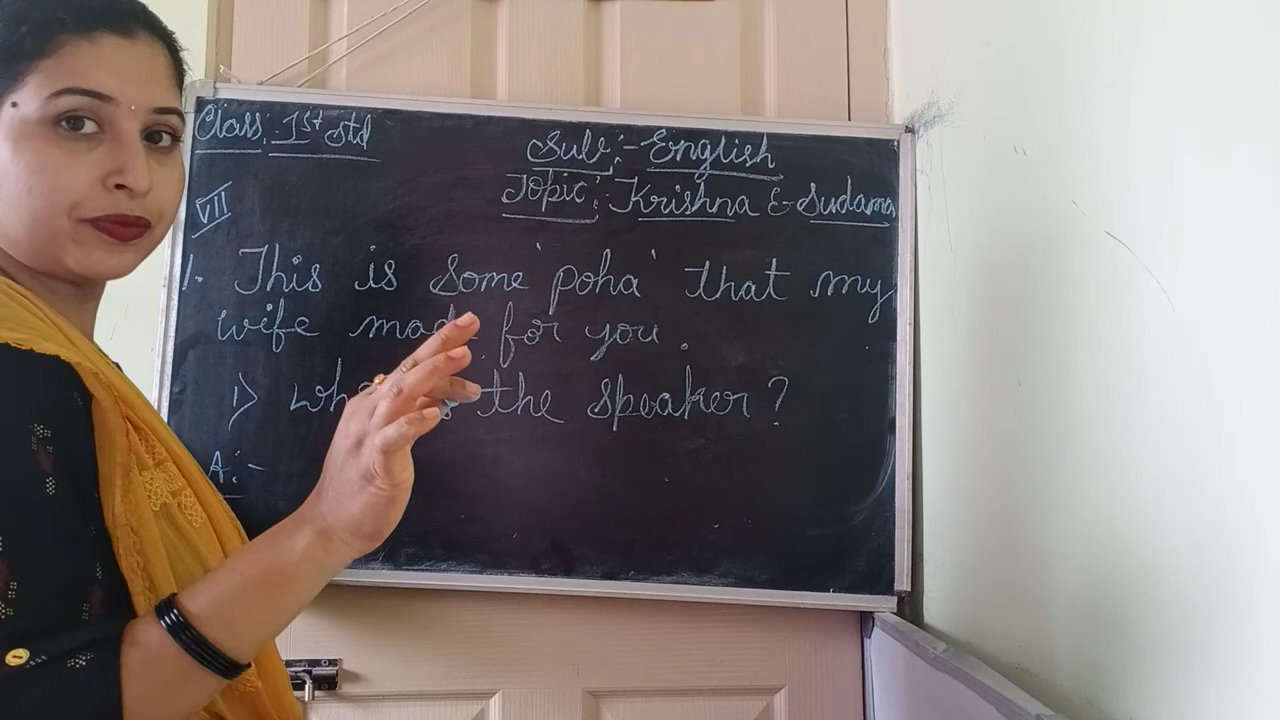 Class:- 1st std
Sub:- English
Topic:- Krishna & Sudama
VII
1. This is some 'poha' that my
wife made for you.
1> the speaker?
A:-